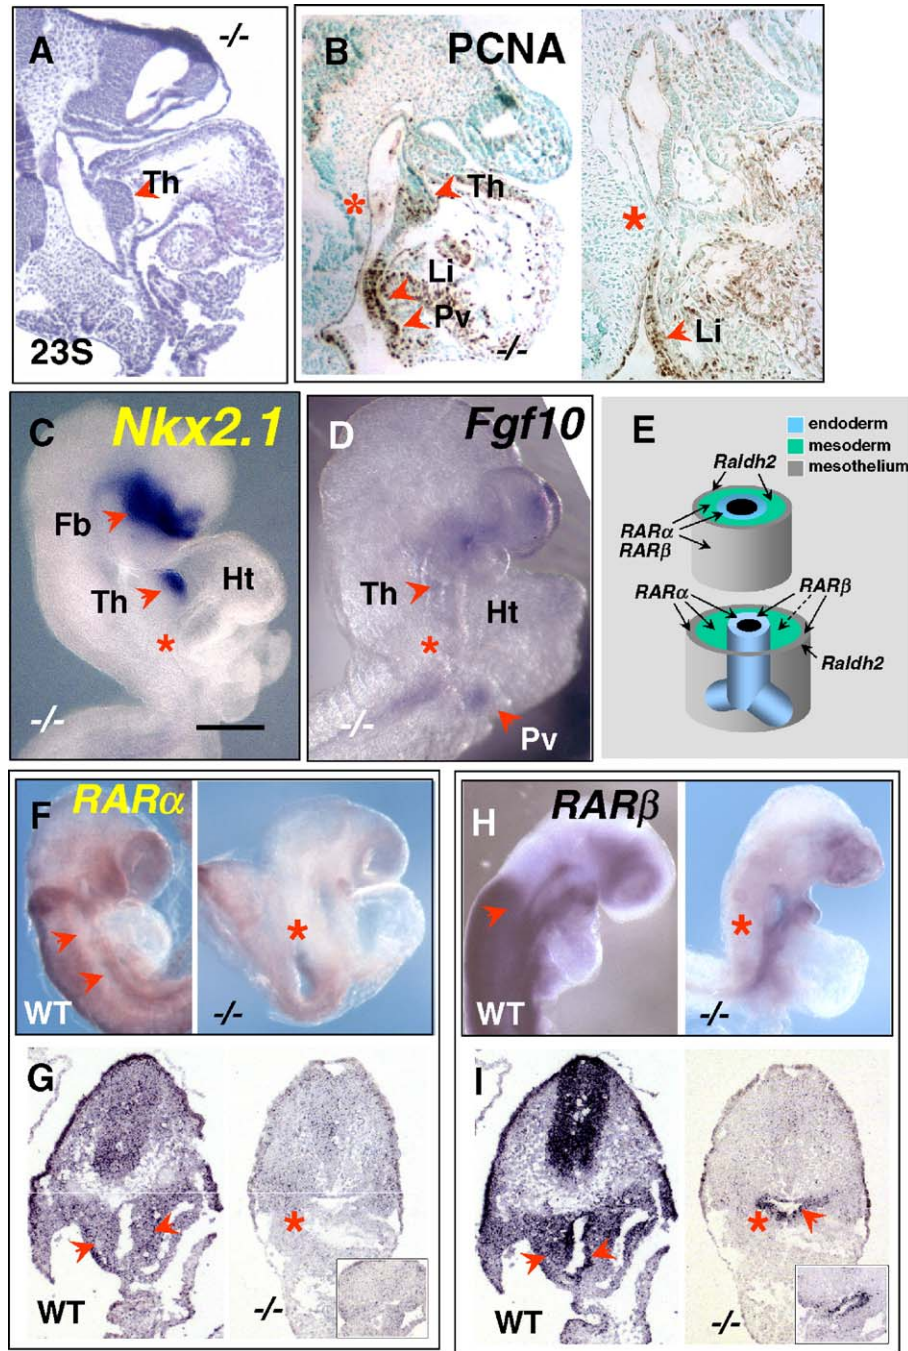 A
-/-
Th
23S
B
PCNA
*
Th
Li
Pv
-/-
*
Li
C
Nkx2.1
Fb
Th
Ht
*
-/-
D
Fgf10
Th
Ht
*
-/-
Pv
E
endoderm
mesoderm
mesothelium
Raldh2
RARα
RARβ
RARα
RARβ
Raldh2
F
RARα
*
WT
-/-
H
RARβ
*
WT
-/-
G
*
WT
-/-
I
*
WT
-/-